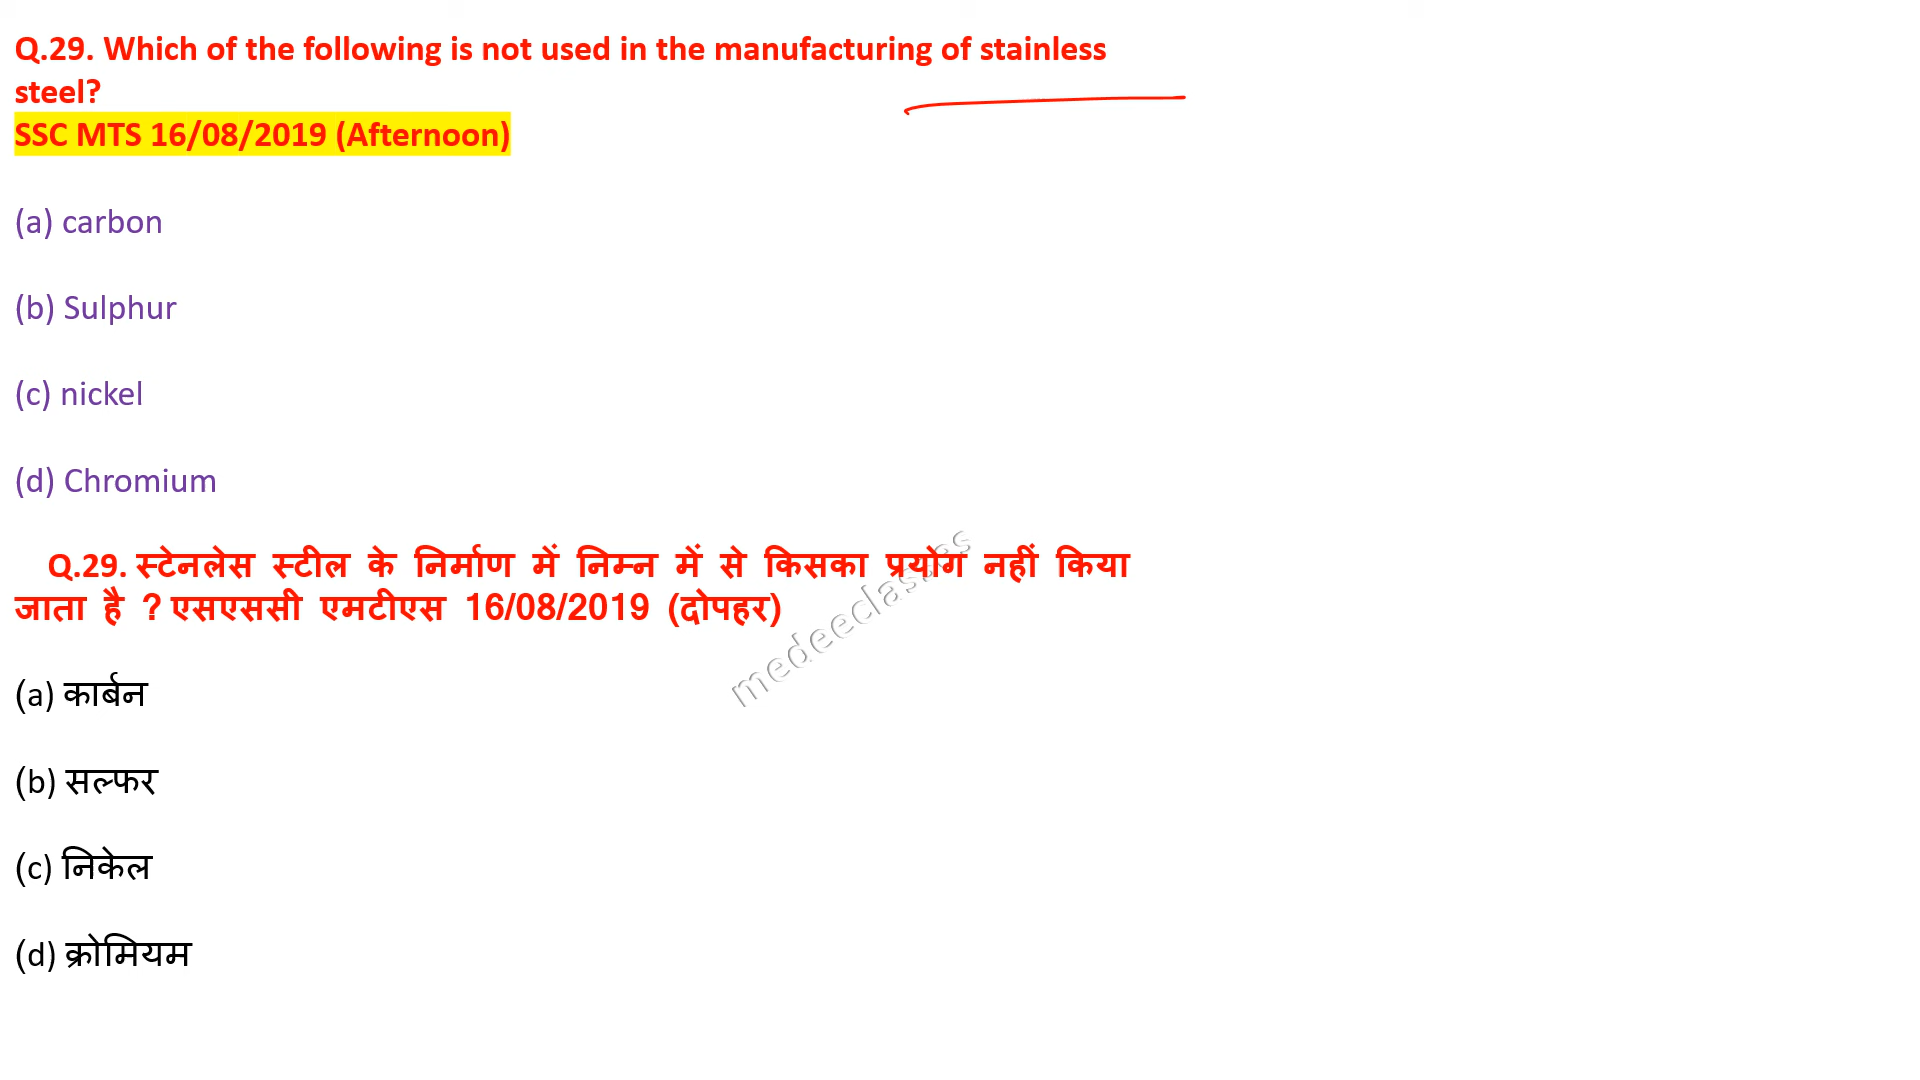 Q.29. Which of the following is not used in the manufacturing of stainless
steel?
SSC MTS 16/08/2019 (Afternoon)
(a) carbon
(b) Sulphur
(c) nickel
(d) Chromium
Q.29. स्टेनलेस स्टील के निर्माण में निम्न में से किसका प्रयोग नहीं किया
जाता है ? एसएससी एमटीएस 16/08/2019 (दोपहर)
medeeclasses
(a) कार्बन
(b) सल्फर
(c) निकेल
(d) क्रोमियम